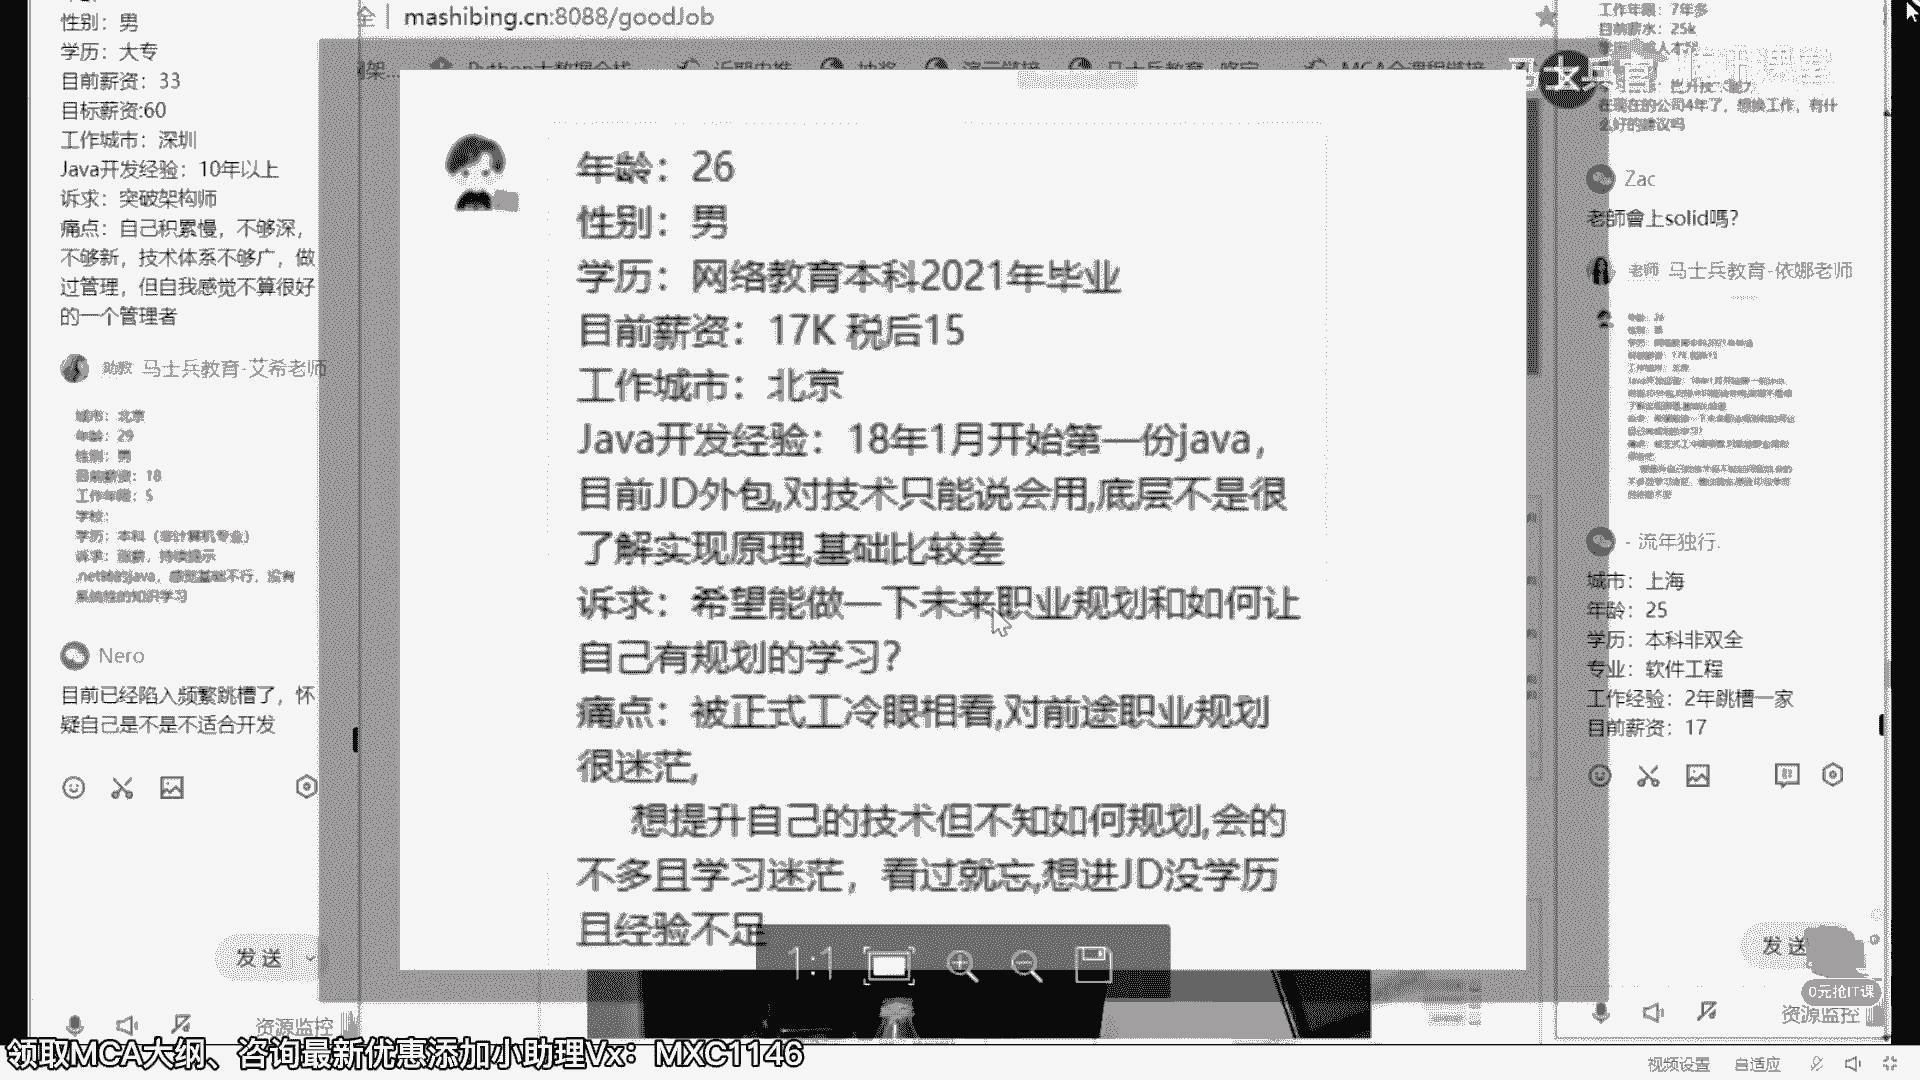 性别：男
学历：大专
目前薪资：33
目标薪资:60
工作城市：深圳
Java开发经验：10年以上
诉求：突破架构师
痛点：自己积累慢，不够深，
不够新，技术体系不够广，做
过管理，但自我感觉不算很好
的一个管理者
助教 马士兵教育-艾希老师
城市：北京
年龄：29
性别：男
目前薪资：18
工作年限：5
学校：
学历：本科（非计算机专业）
诉求：涨薪，持续提示
.net转的java，感觉基础不行，没有
系统性的知识学习
Nero
目前已经陷入频繁跳槽了，怀
疑自己是不是不适合开发
发送
资源监控
mashibing.cn:8088/goodJob
年龄：26
性别：男
学历：网络教育本科2021年毕业
目前薪资：17K 税后15
工作城市：北京
Java开发经验：18年1月开始第一份java，
目前JD外包,对技术只能说会用,底层不是很
了解实现原理,基础比较差
诉求：希望能做一下未来职业规划和如何让
自己有规划的学习？
痛点：被正式工冷眼相看,对前途职业规划
很迷茫,
想提升自己的技术但不知如何规划,会的
不多且学习迷茫，看过就忘,想进JD没学历
且经验不足
1:1
工作年限：7年多
目前薪水：25k
在现在的公司4年了，想换工作，有什
么好的建议吗
Zac
老師會上solid嗎？
老师 马士兵教育-依娜老师
- 流年独行.
城市：上海
年龄：25
学历：本科非双全
专业：软件工程
工作经验：2年跳槽一家
目前薪资：17
发送
0元抢IT课
资源监控
领取MCA大纲、咨询最新优惠添加小助理Vx：MXC1146
视频设置 自适应